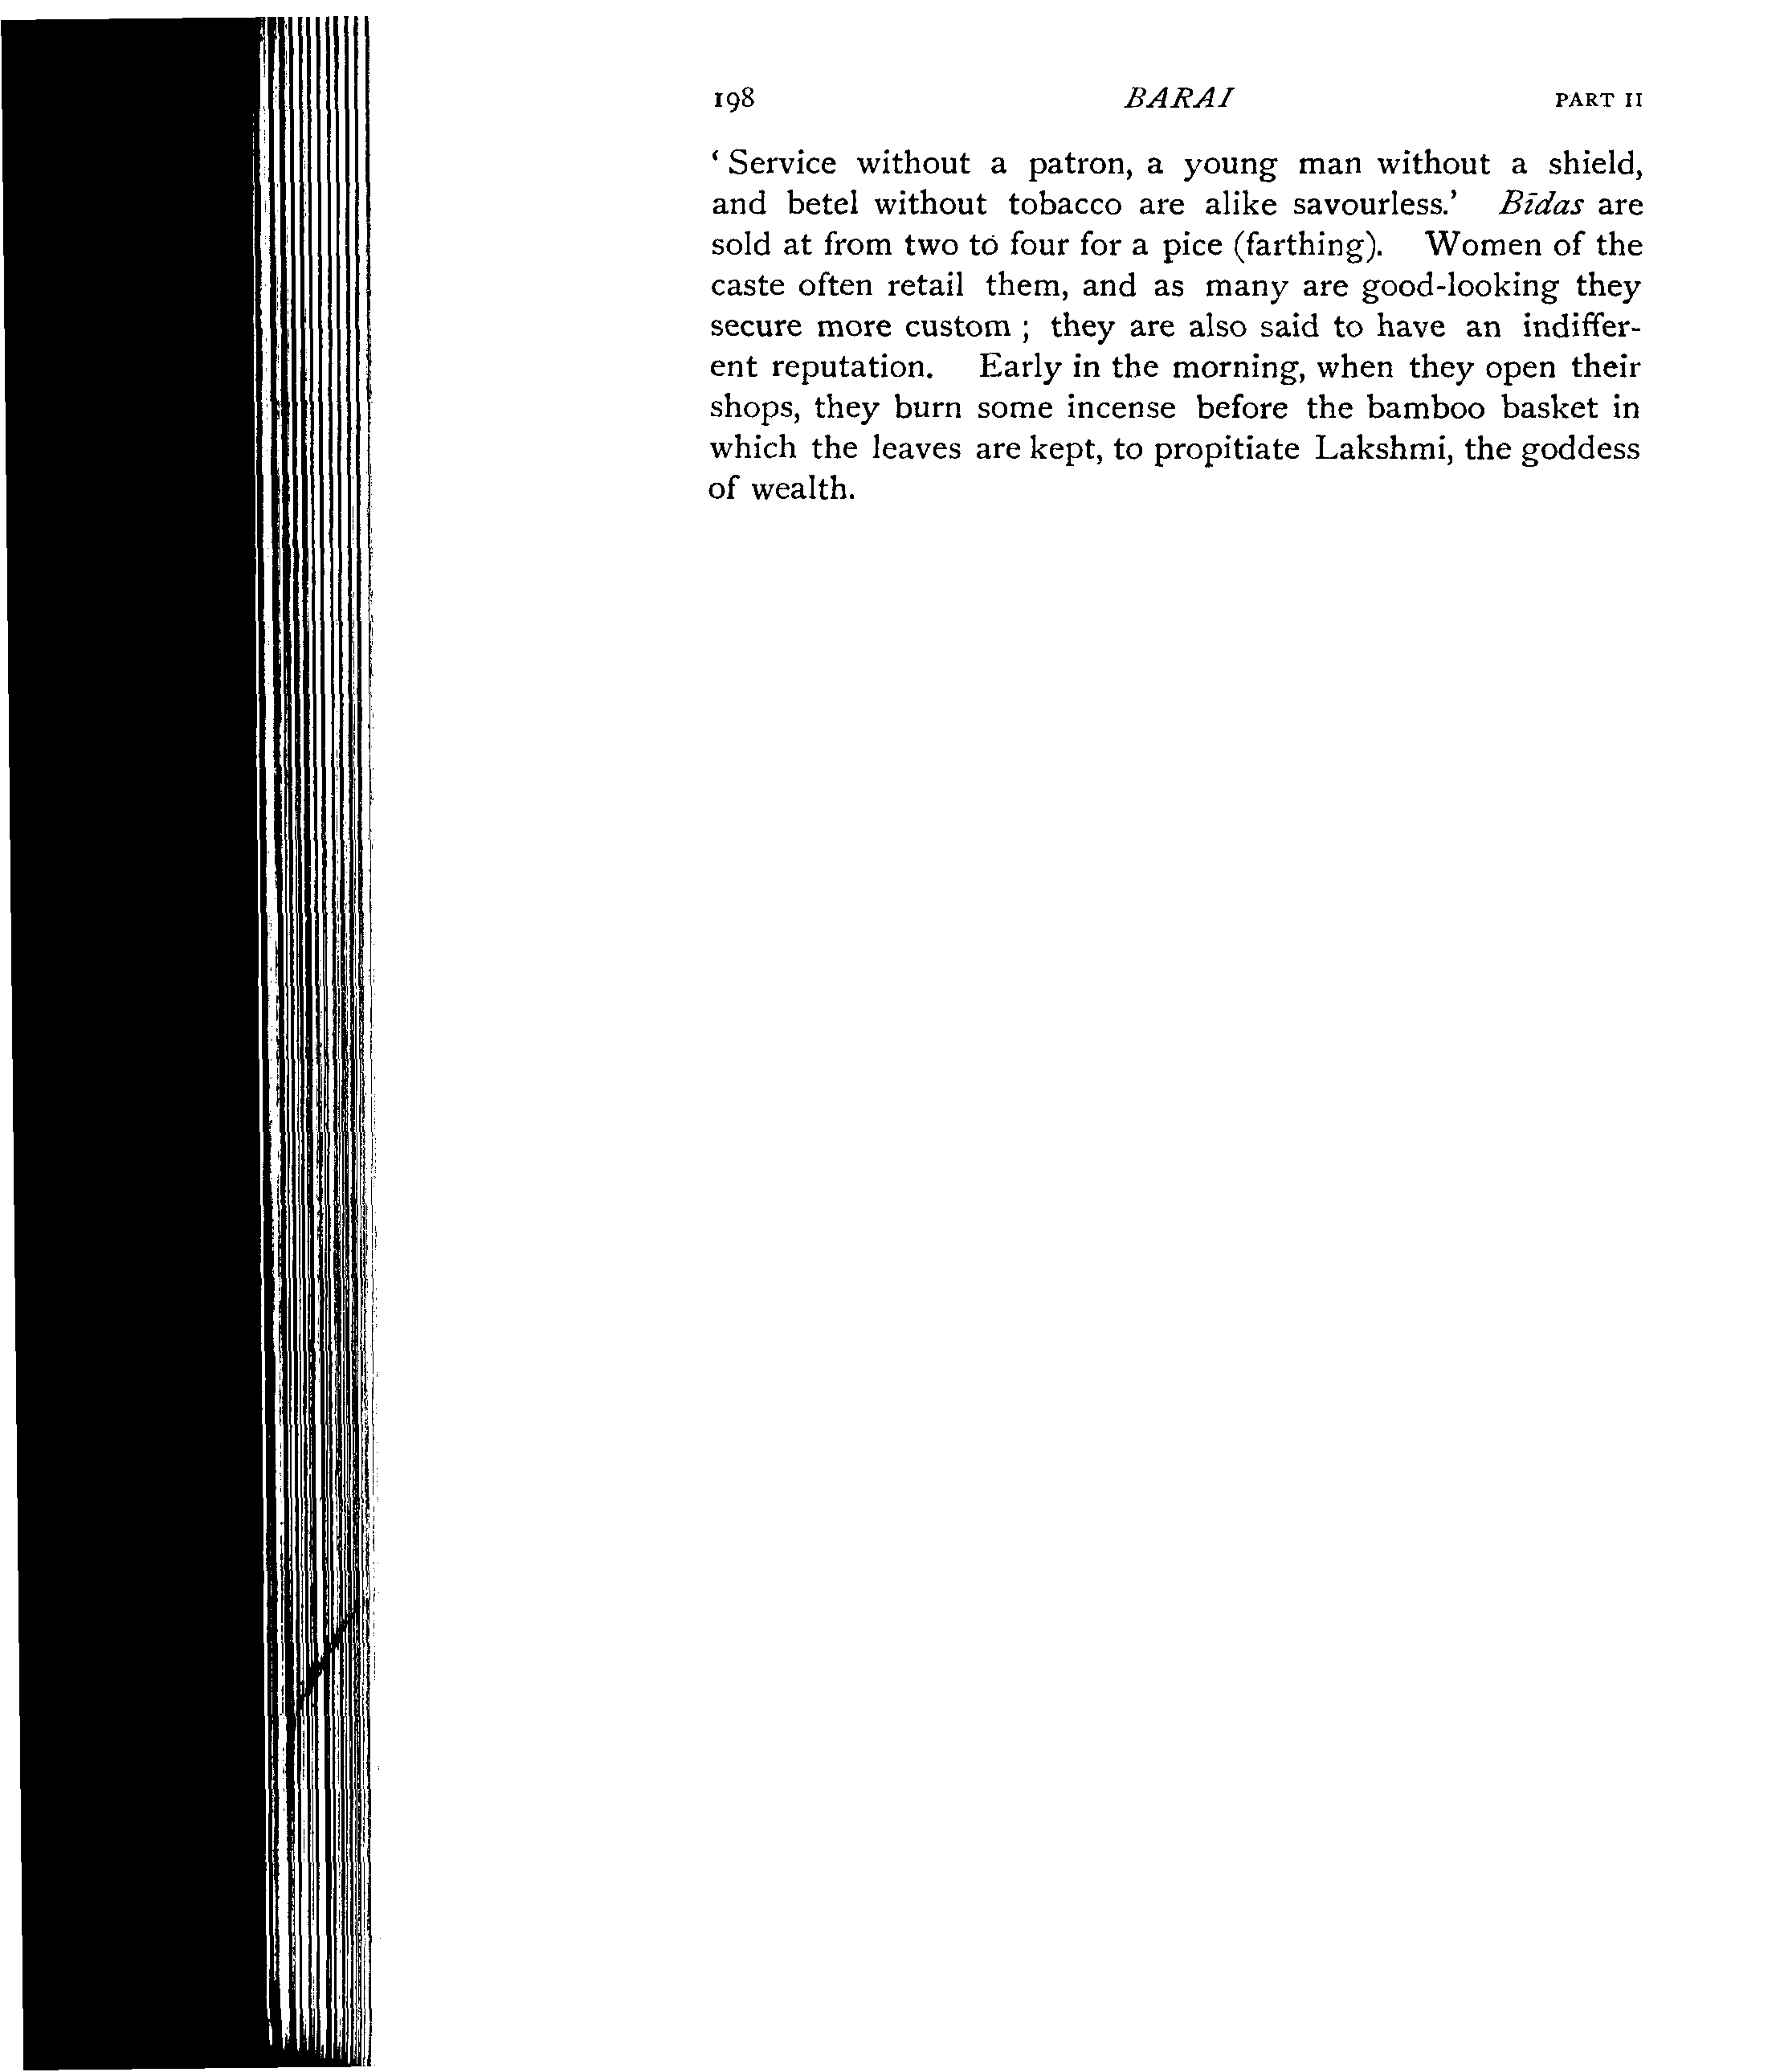 198 BARAI PART II
‘ Service without a patron, a young man without a shield,
and betel without tobacco are alike savourless.’ Bīdas are
sold at from two to four for a pice (farthing). Women of the
caste often retail them, and as many are good-looking they
secure more custom ; they are also said to have an indiffer-
ent reputation. Early in the morning, when they open their
shops, they burn some incense before the bamboo basket in
which the leaves are kept, to propitiate Lakshmi, the goddess
of wealth.